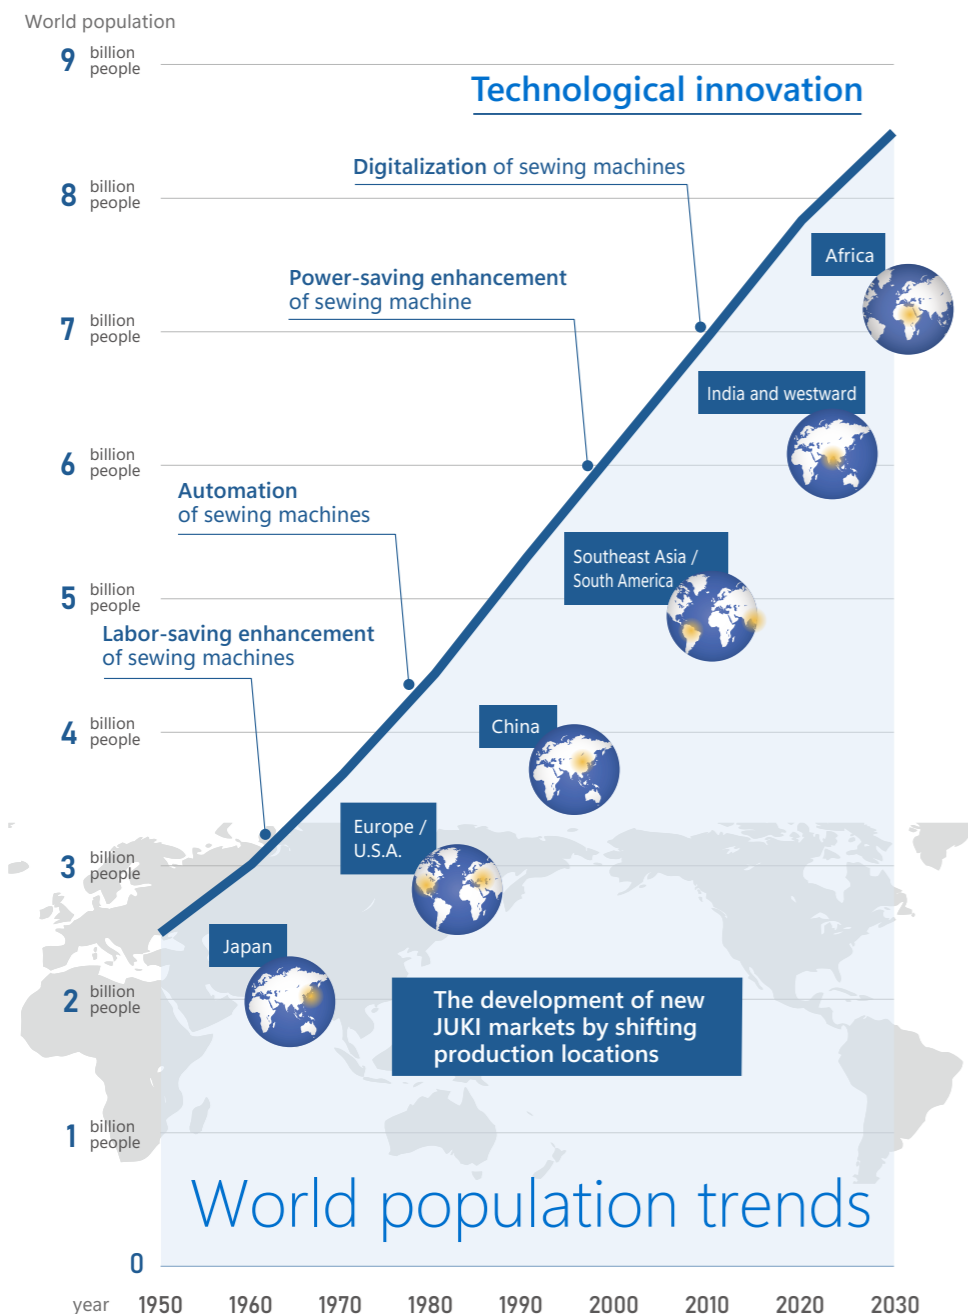 World population
9 billion
people
Technological innovation
Digitalization of sewing machines
8 billion
people
Africa
Power-saving enhancement
of sewing machine
7 billion
people
India and westward
6 billion
people
Automation
of sewing machines
Southeast Asia /
South America
5 billion
people
Labor-saving enhancement
of sewing machines
4 billion
people
China
Europe /
U.S.A.
3 billion
people
Japan
2 billion
people
The development of new
JUKI markets by shifting
production locations
1 billion
people
World population trends
0
year 1950 1960 1970 1980 1990 2000 2010 2020 2030